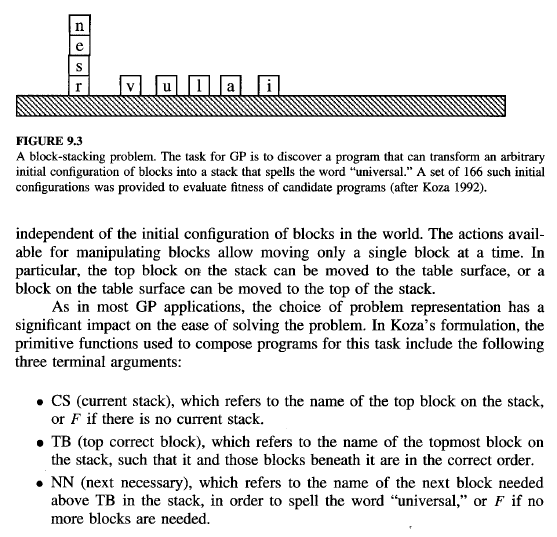 n
e
s
r v u l a i
FIGURE 9.3
A block-stacking problem. The task for GP is to discover a program that can transform an arbitrary
initial configuration of blocks into a stack that spells the word “universal.” A set of 166 such initial
configurations was provided to evaluate fitness of candidate programs (after Koza 1992).
independent of the initial configuration of blocks in the world. The actions avail-
able for manipulating blocks allow moving only a single block at a time. In
particular, the top block on the stack can be moved to the table surface, or a
block on the table surface can be moved to the top of the stack.
As in most GP applications, the choice of problem representation has a
significant impact on the ease of solving the problem. In Koza’s formulation, the
primitive functions used to compose programs for this task include the following
three terminal arguments:
• CS (current stack), which refers to the name of the top block on the stack,
or F if there is no current stack.
• TB (top correct block), which refers to the name of the topmost block on
the stack, such that it and those blocks beneath it are in the correct order.
• NN (next necessary), which refers to the name of the next block needed
above TB in the stack, in order to spell the word “universal,” or F if no
more blocks are needed.